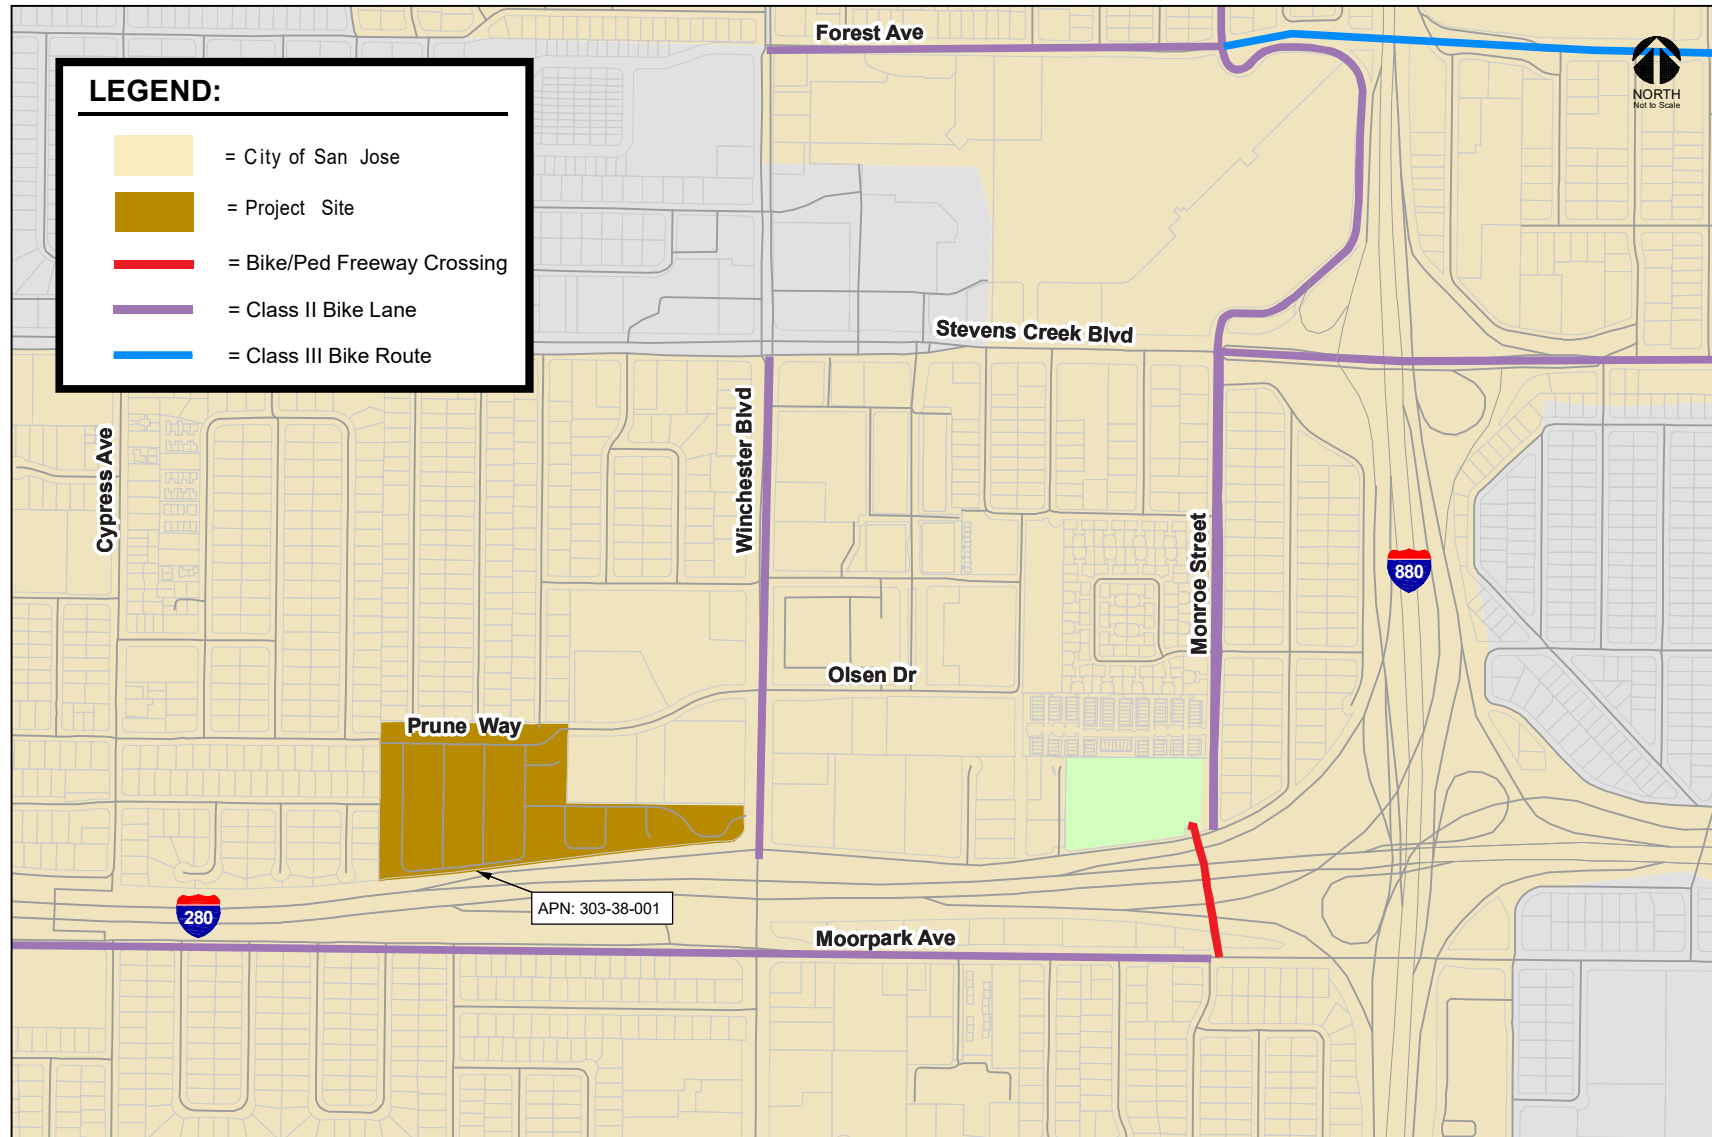 Forest Ave
NORTH
Not to Scale
LEGEND:
= City of San Jose
= Project Site
= Bike/Ped Freeway Crossing
= Class II Bike Lane
= Class III Bike Route
Stevens Creek Blvd
Cypress Ave
Winchester Blvd
Monroe Street
880
Olsen Dr
Prune Way
APN: 303-38-001
280
Moorpark Ave